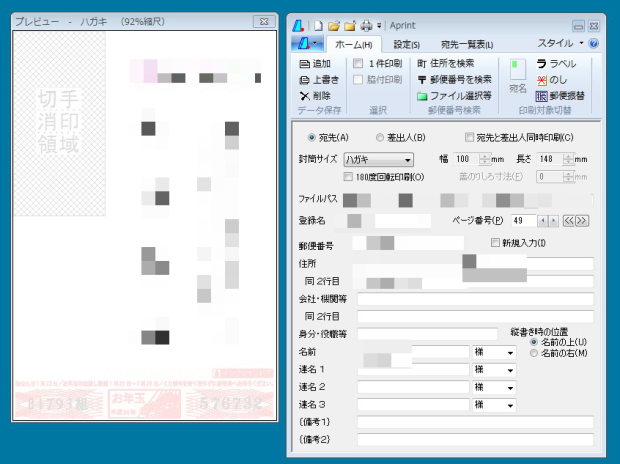 プレビュー - ハガキ (92%縮尺)
切手
消印
領域
お年玉
B1793組
576732
Aprint
ホーム(H) 設定(S) 宛先一覧表(L) スタイル
追加 1件印刷 町 住所を検索 ラベル
上書き 脇付印刷 〒 郵便番号を検索 宛名 のし
削除 ファイル選択等 郵便振替
データ保存 選択 郵便番号検索 印刷対象切替
宛先(A) 差出人(B) 宛先と差出人同時印刷(C)
封筒サイズ ハガキ 幅 100 mm 長さ 148 mm
180度回転印刷(O) 蓋のりしろ寸法(F) 0 mm
ファイルパス
登録名 ページ番号(P) 49 << >>
郵便番号 新規入力(I)
住所
同 2行目
会社・機関等
同 2行目
身分・役職等 縦書き時の位置
名前の上(U)
名前 様 名前の右(M)
連名 1 様
連名 2 様
連名 3 様
{備考1}
{備考2}